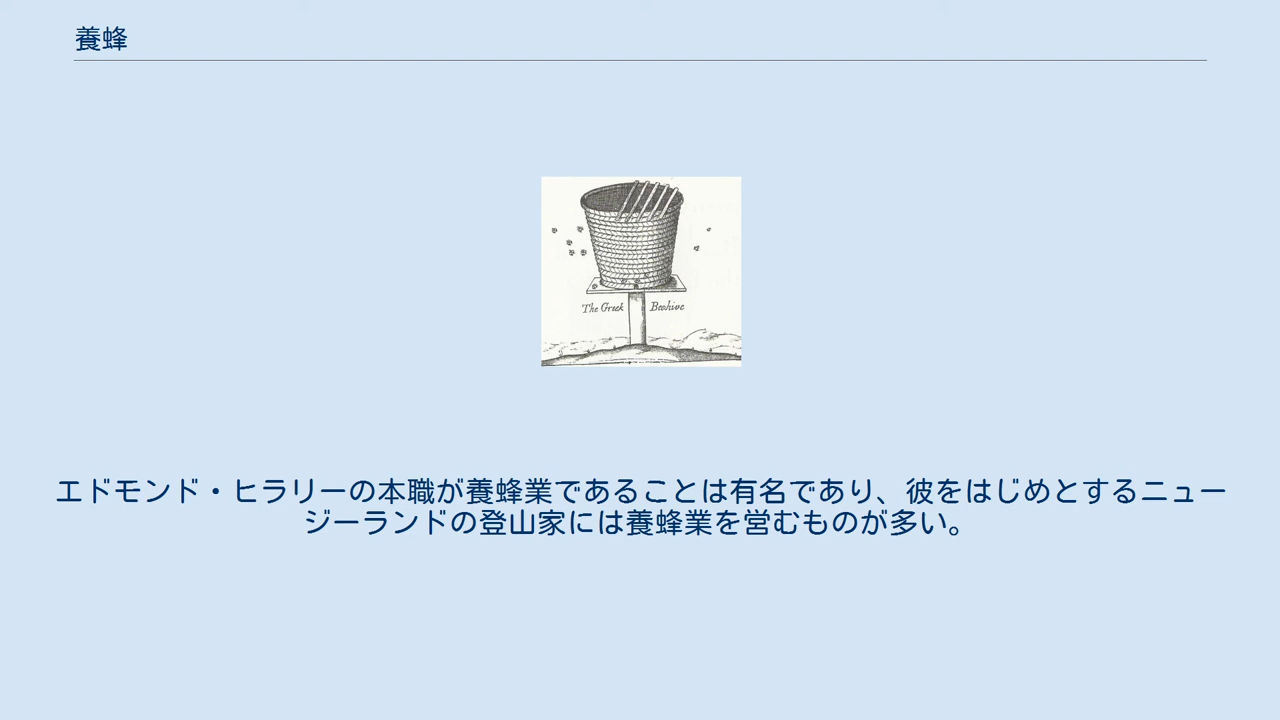 養蜂
The Greek Beehive
エドモンド・ヒラリーの本職が養蜂業であることは有名であり、彼をはじめとするニュー
ジーランドの登山家には養蜂業を営むものが多い。